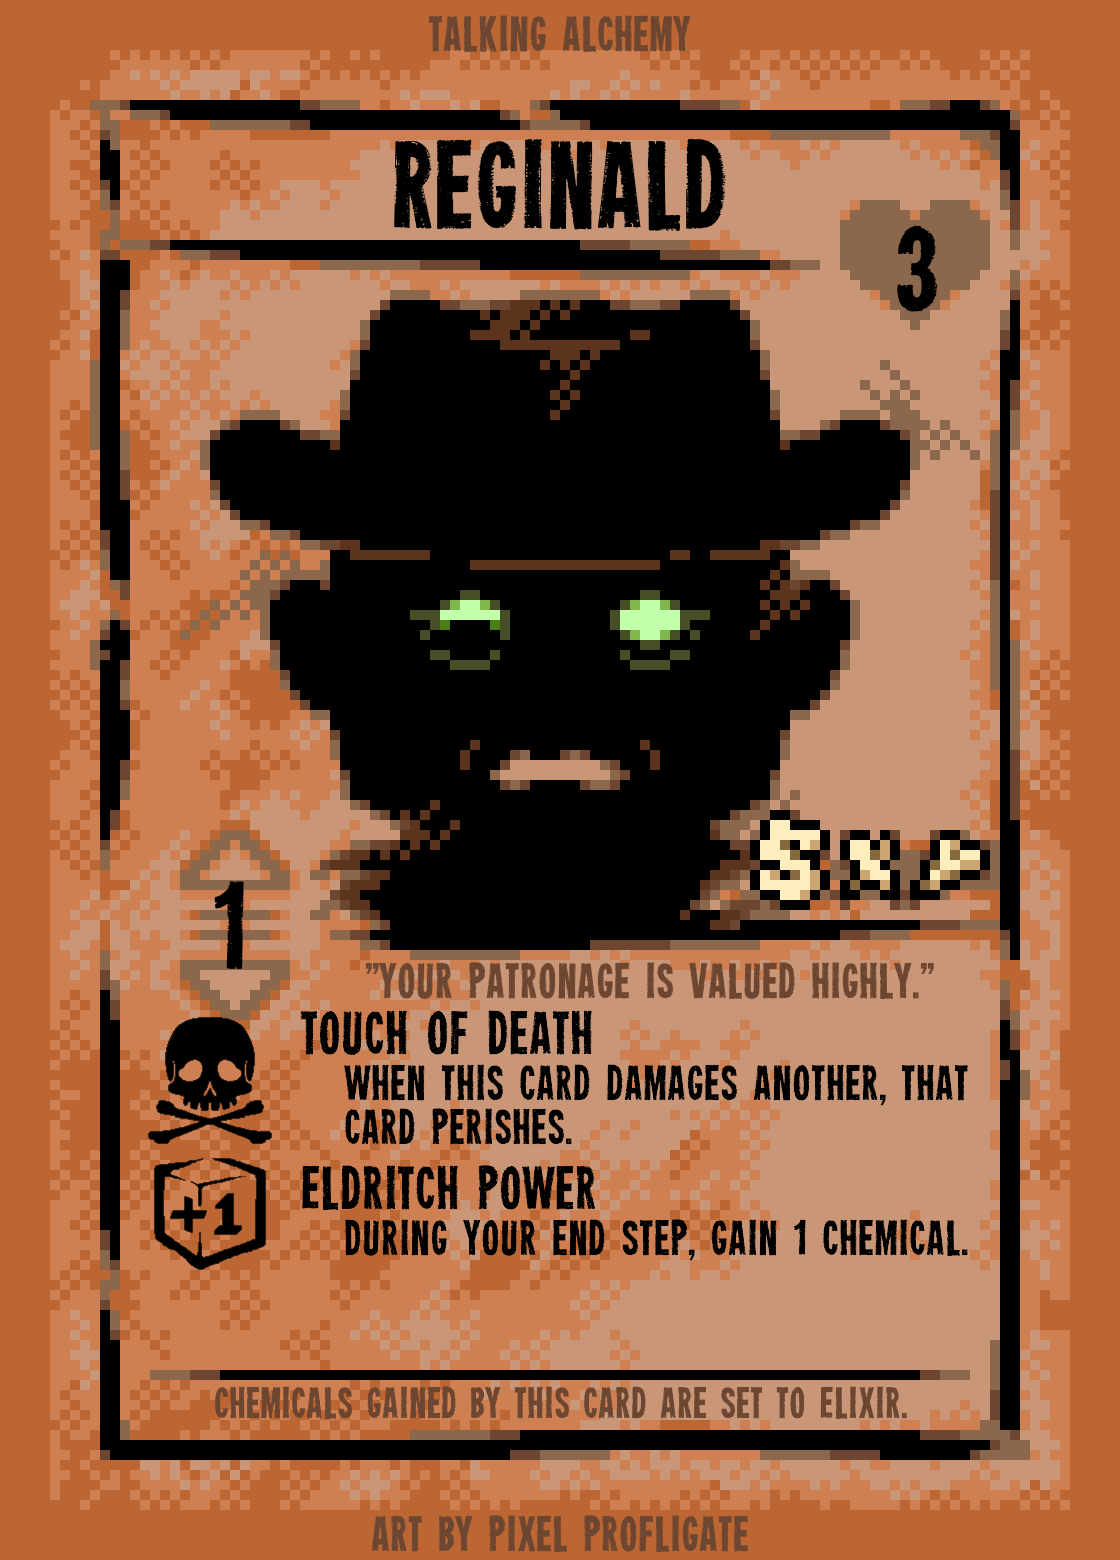 TALKING ALCHEMY
REGINALD
3
1
"YOUR PATRONAGE IS VALUED HIGHLY."
TOUCH OF DEATH
WHEN THIS CARD DAMAGES ANOTHER, THAT
CARD PERISHES.
+1
ELDRITCH POWER
DURING YOUR END STEP, GAIN 1 CHEMICAL.
CHEMICALS GAINED BY THIS CARD ARE SET TO ELIXIR.
ART BY PIXEL PROFLIGATE